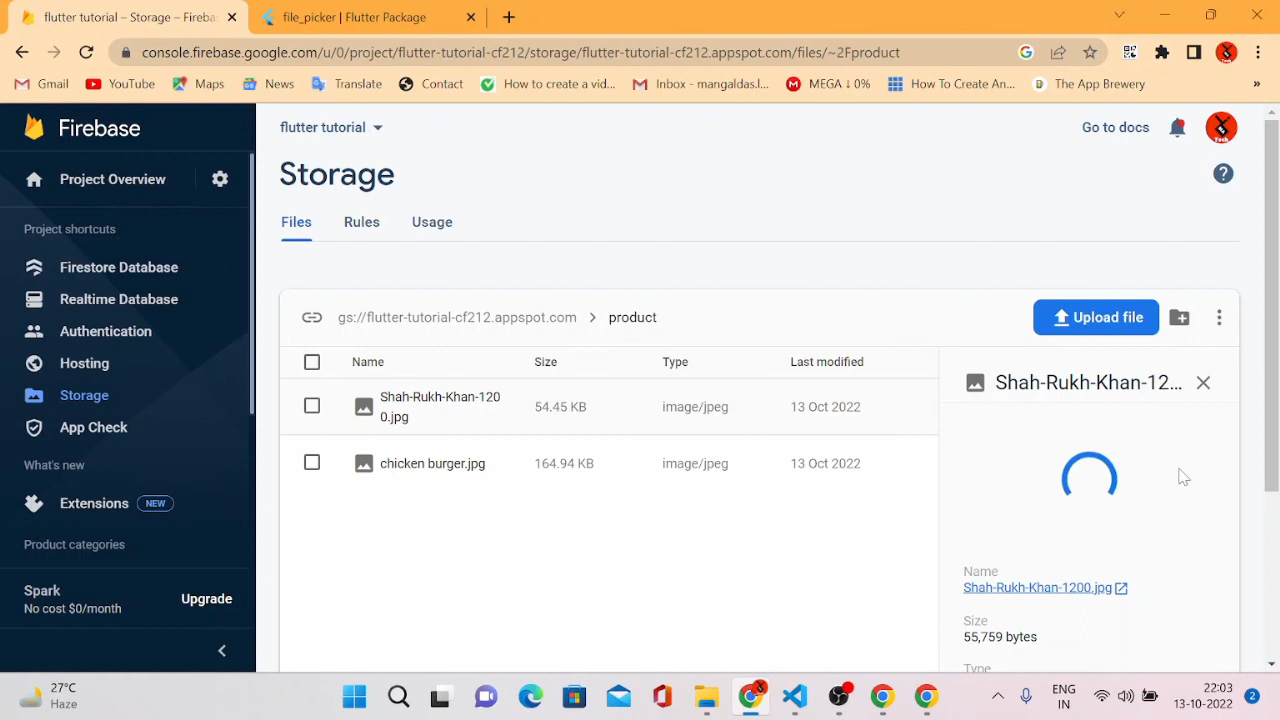 flutter tutorial – Storage – Fireba
file_picker | Flutter Package
console.firebase.google.com/u/0/project/flutter-tutorial-cf212/storage/flutter-tutorial-cf212.appspot.com/files/~2Fproduct
Gmail YouTube Maps News Translate Contact How to create a vid... Inbox - mangaldas.l... MEGA ↓ 0% How To Create An... The App Brewery »
Firebase
flutter tutorial
Go to docs
Project Overview
Storage
Files Rules Usage
Project shortcuts
Firestore Database
Realtime Database
Authentication
Hosting
Storage
App Check
What's new
Extensions NEW
Product categories
Spark
No cost $0/month
Upgrade
gs://flutter-tutorial-cf212.appspot.com > product
Upload file
Name Size Type Last modified
Shah-Rukh-Khan-120
0.jpg
54.45 KB image/jpeg 13 Oct 2022
chicken burger.jpg 164.94 KB image/jpeg 13 Oct 2022
Shah-Rukh-Khan-12...
Name
Shah-Rukh-Khan-1200.jpg
Size
55,759 bytes
Type
27°C
Haze
ENG
IN
22:03
13-10-2022
2